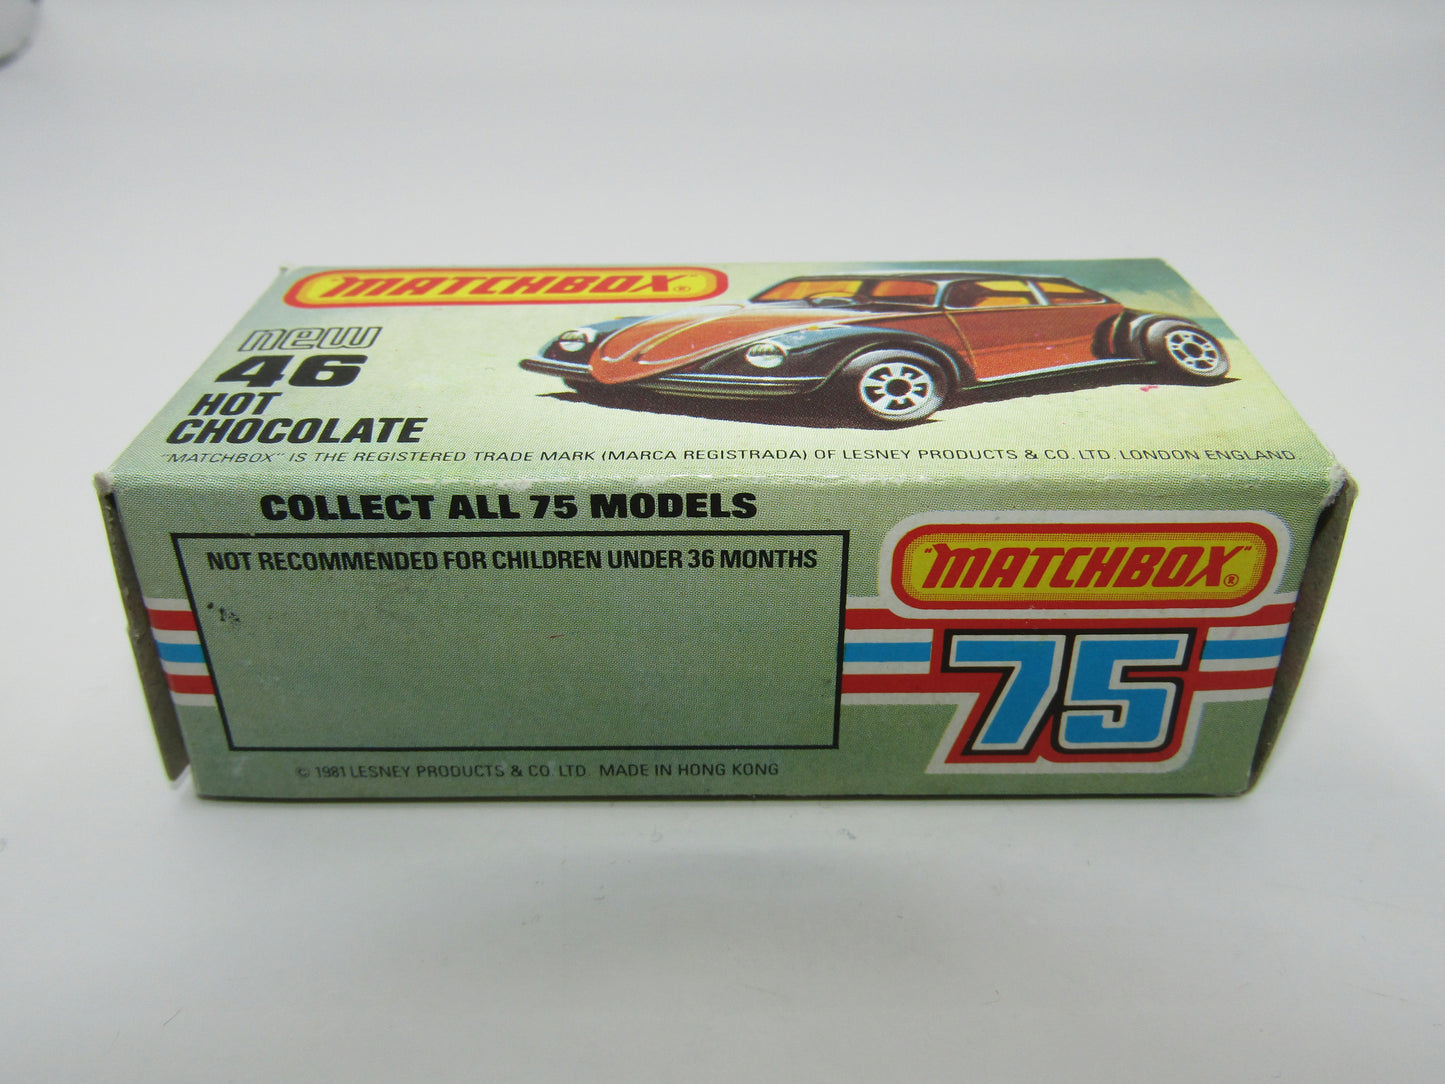 "MATCHBOX"®
new
46
HOT
CHOCOLATE
"MATCHBOX" IS THE REGISTERED TRADE MARK (MARCA REGISTRADA) OF LESNEY PRODUCTS & CO. LTD. LONDON ENGLAND
COLLECT ALL 75 MODELS
NOT RECOMMENDED FOR CHILDREN UNDER 36 MONTHS
"MATCHBOX"®
75
© 1981 LESNEY PRODUCTS & CO. LTD. MADE IN HONG KONG